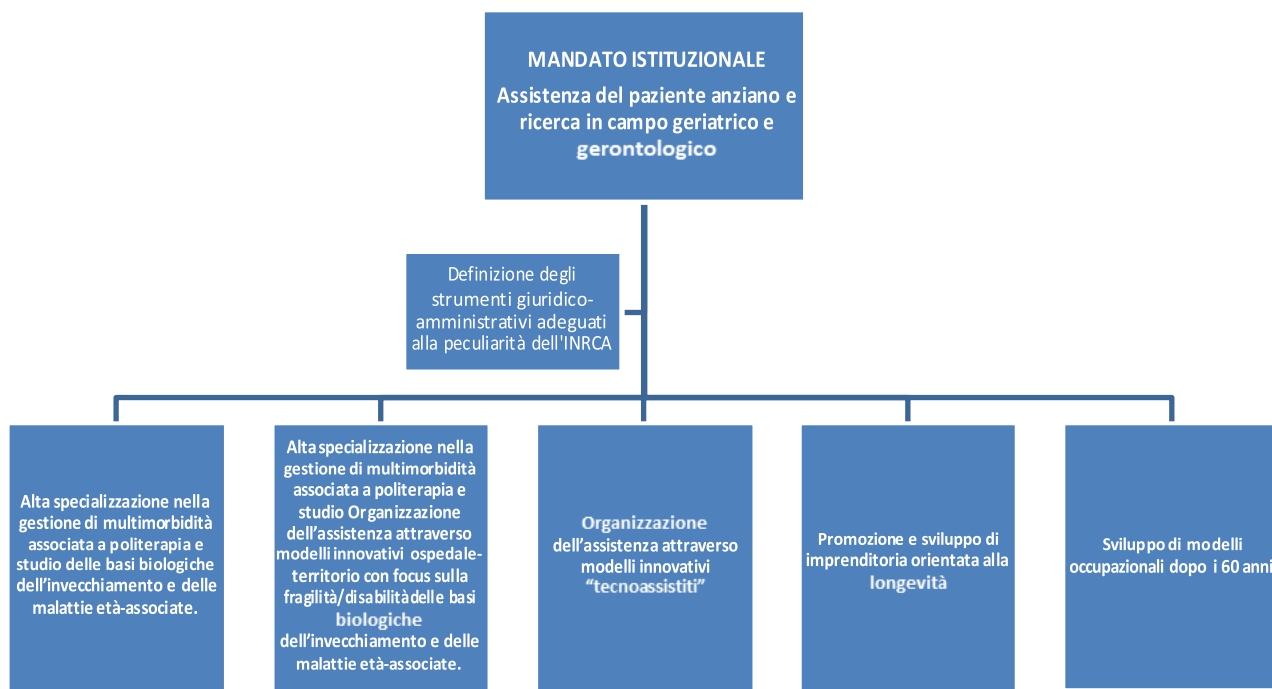 MANDATO ISTITUZIONALE
Assistenza del paziente anziano e
ricerca in campo geriatrico e
gerontologico
Definizione degli
strumenti giuridico-
amministrativi adeguati
alla peculiarità dell'INRCA
Alta specializzazione nella
gestione di multimorbidità
associata a politerapia e
studio delle basi biologiche
dell'invecchiamento e delle
malattie età-associate.
Alta specializzazione nella
gestione di multimorbidità
associata a politerapia e
studio Organizzazione
dell'assistenza attraverso
modelli innovativi ospedale-
territorio con focus sulla
fragilità/disabilità delle basi
biologiche
dell'invecchiamento e delle
malattie età-associate.
Organizzazione
dell'assistenza attraverso
modelli innovativi
"tecnoassistiti"
Promozione e sviluppo di
imprenditoria orientata alla
longevità
Sviluppo di modelli
occupazionali dopo i 60 anni